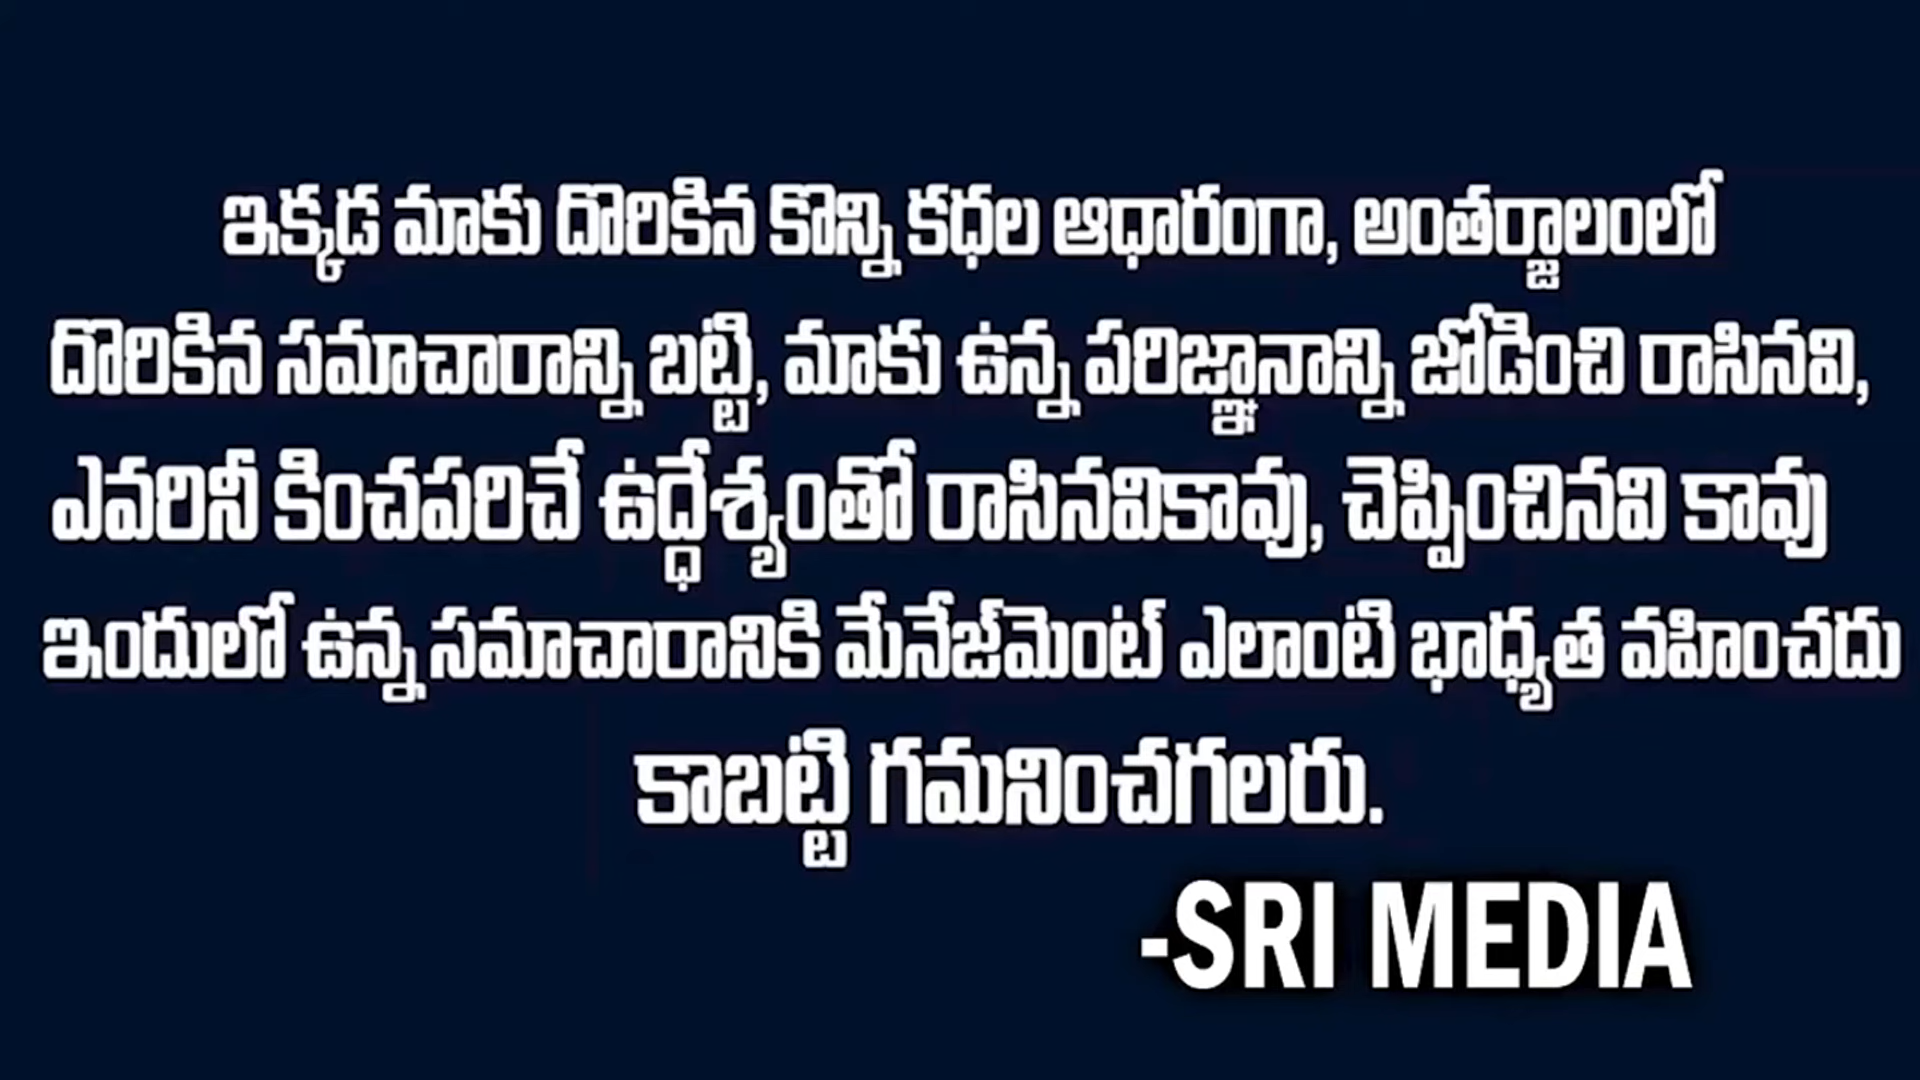 ఇక్కడ మాకు దొరికిన కొన్ని కధల ఆధారంగా, అంతర్జాలంలో
దొరికిన సమాచారాన్ని బట్టి, మాకు ఉన్న పరిజ్ఞానాన్ని జోడించి రాసినవి,
ఎవరినీ కించపరిచే ఉద్ధేశ్యంతో రాసినవికావు, చెప్పించినవి కావు
ఇందులో ఉన్న సమాచారానికి మేనేజ్‌మెంట్ ఎలాంటి భాధ్యత వహించదు
కాబట్టి గమనించగలరు.
-SRI MEDIA